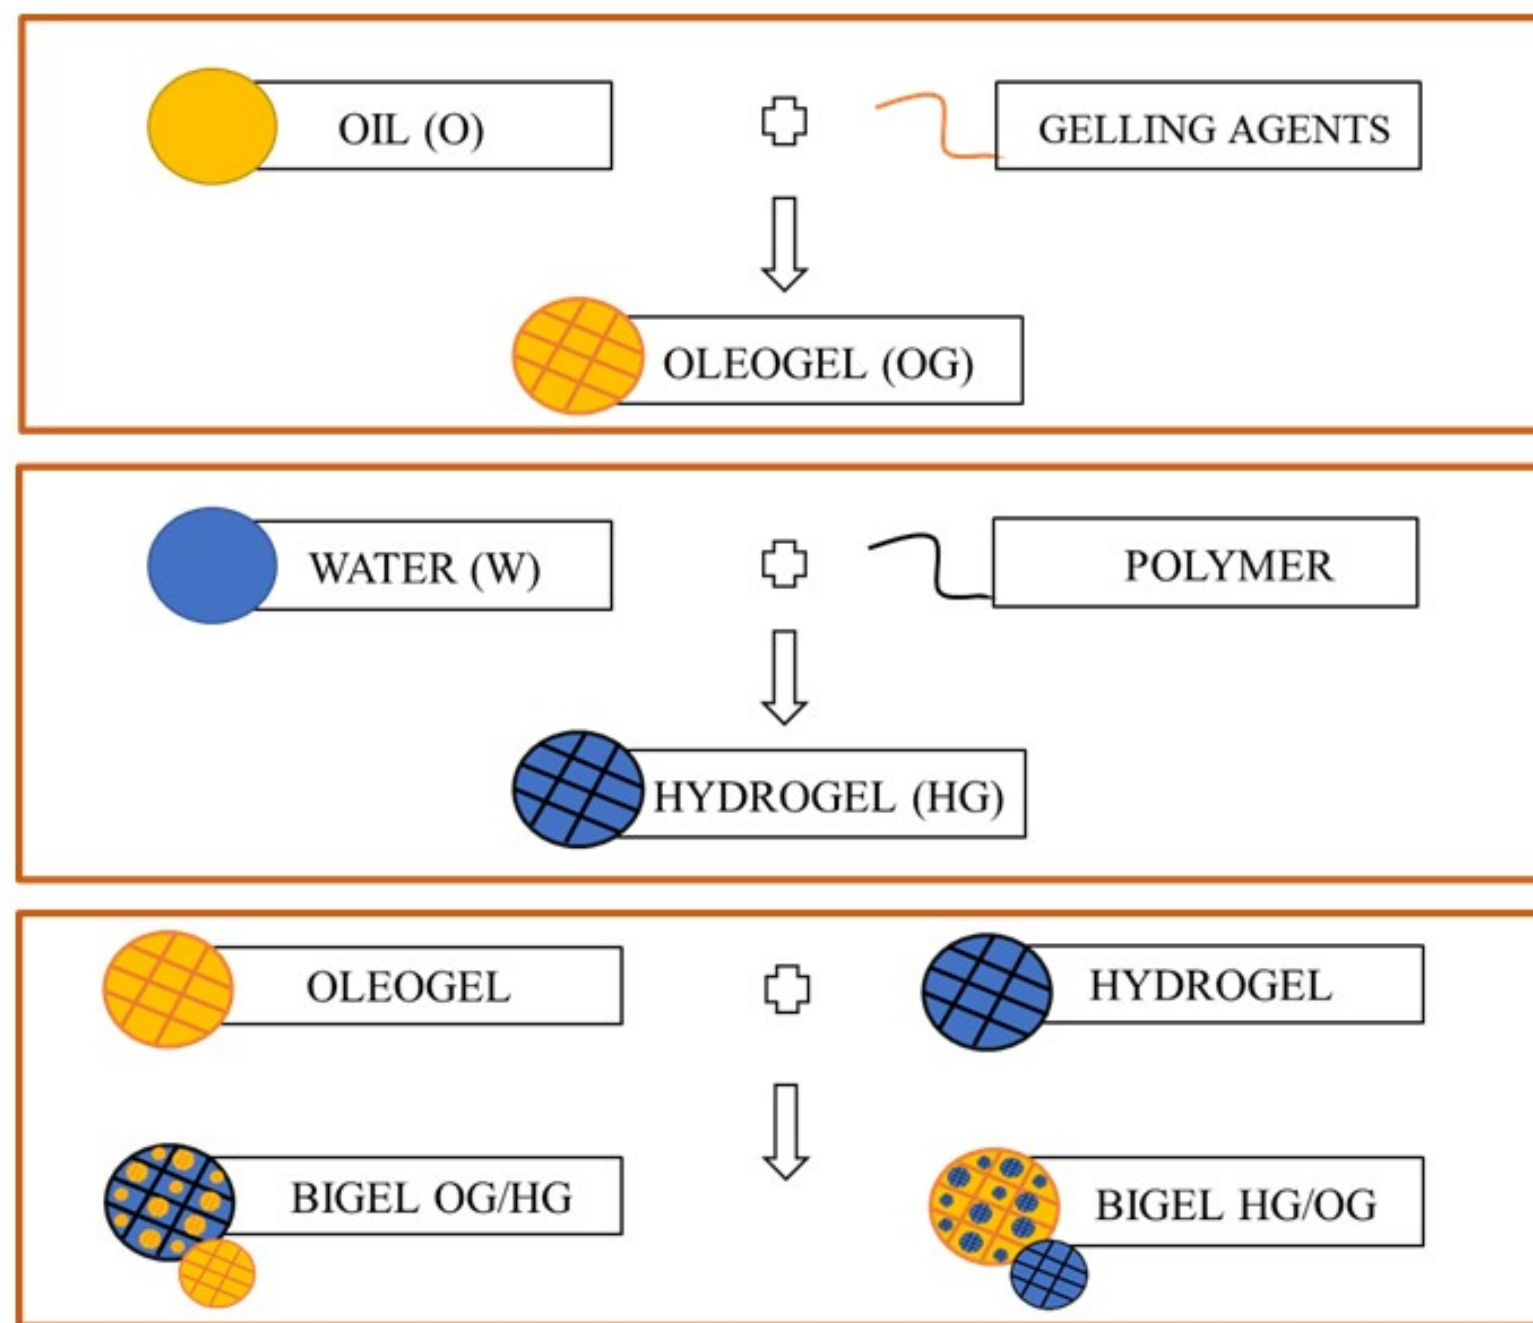 OIL (O)
GELLING AGENTS
OLEOGEL (OG)
WATER (W)
POLYMER
HYDROGEL (HG)
OLEOGEL
HYDROGEL
BIGEL OG/HG
BIGEL HG/OG